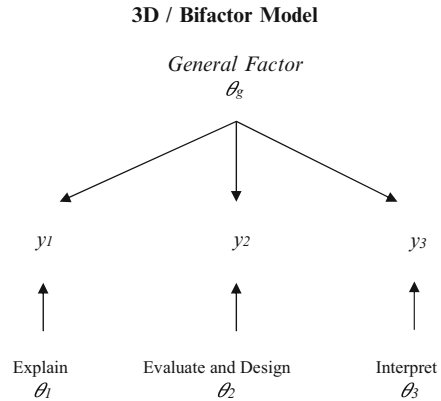 3D / Bifactor Model
General Factor
θg
y1 y2 y3
Explain Evaluate and Design Interpret
θ1 θ2 θ3